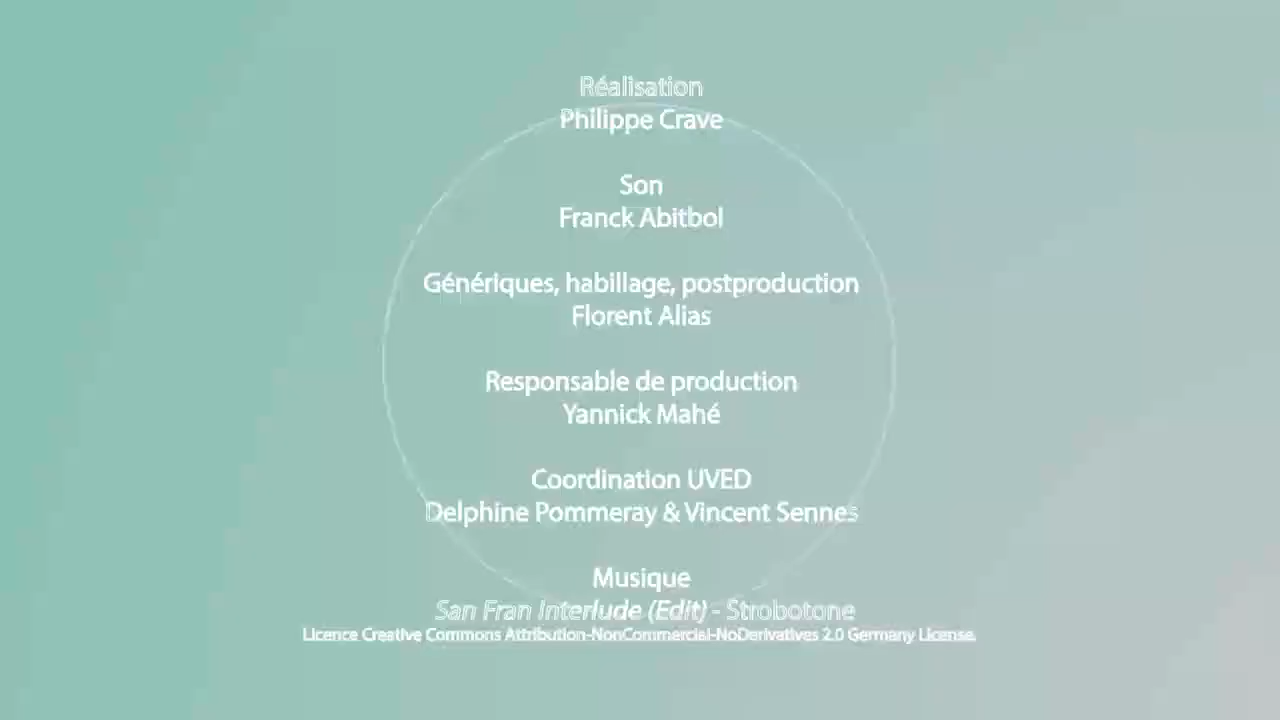 Réalisation
Philippe Crave
Son
Franck Abitbol
Génériques, habillage, postproduction
Florent Alias
Responsable de production
Yannick Mahé
Coordination UVED
Delphine Pommeray & Vincent Sennes
Musique
San Fran Interlude (Edit) - Strobotone
Licence Creative Commons Attribution-NonCommercial-NoDerivatives 2.0 Germany License.